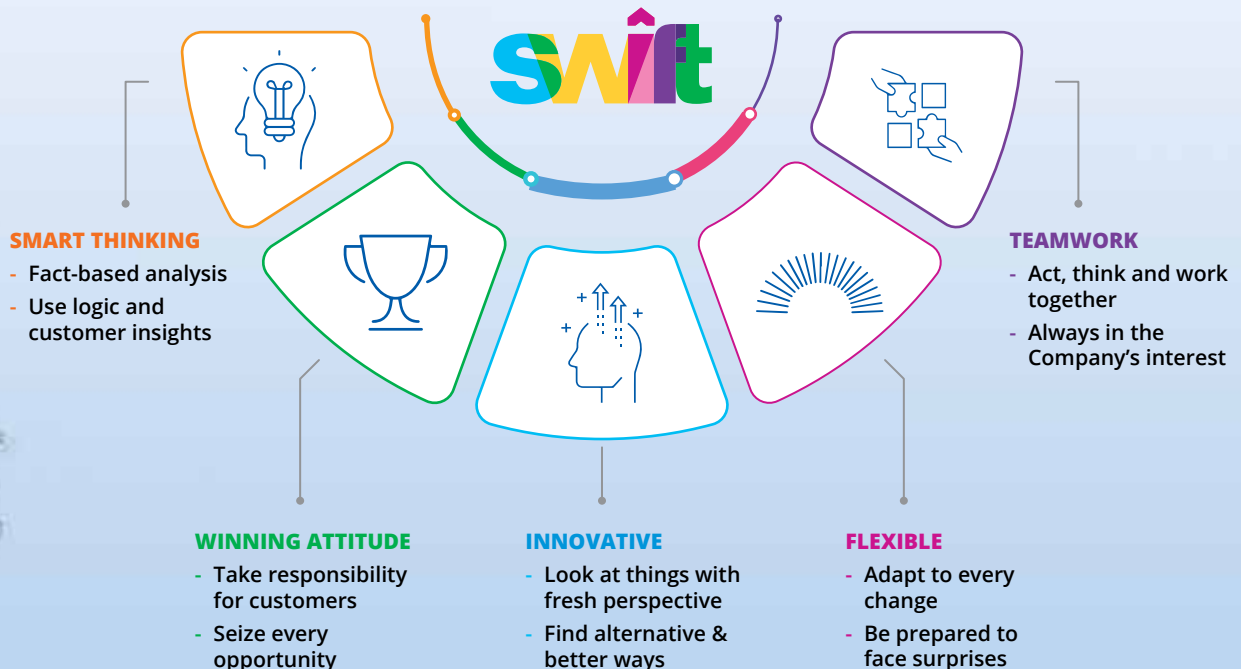 swift
SMART THINKING
- Fact-based analysis
- Use logic and
customer insights
WINNING ATTITUDE
- Take responsibility
for customers
- Seize every
opportunity
INNOVATIVE
- Look at things with
fresh perspective
- Find alternative &
better ways
FLEXIBLE
- Adapt to every
change
- Be prepared to
face surprises
TEAMWORK
- Act, think and work
together
- Always in the
Company’s interest